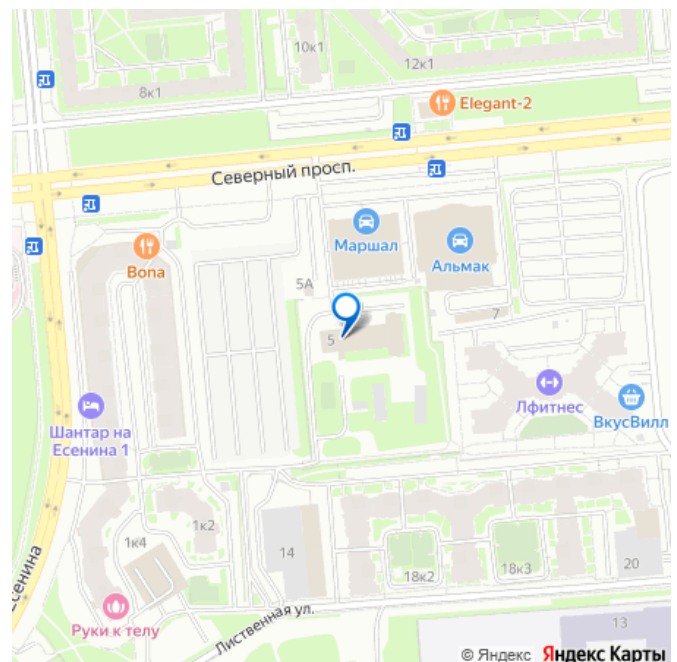 10к1
12к1
8к1
Elegant-2
Северный просп.
Bona
Маршал
Альмак
5А
7
5
Лфитнес
ВкусВилл
Шантар на
Есенина 1
1к2
1к4
14
18к2
18к3
20
Есенина
Руки к телу
Лиственная ул.
13
© Яндекс Яндекс Карты